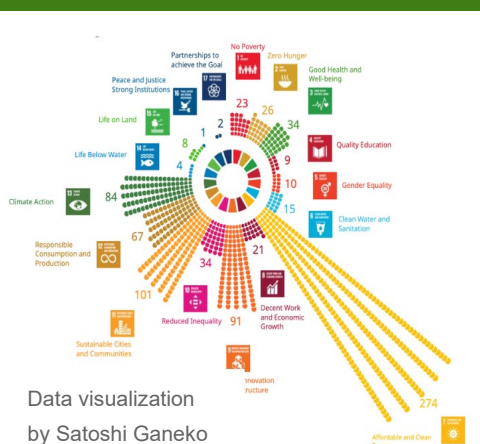 No Poverty
Zero Hunger
Good Health and
Well-being
Quality Education
Gender Equality
Clean Water and
Sanitation
Affordable and Clean
Decent Work
and Economic
Growth
nnovation
ructure
Reduced Inequality
Sustainable Cities
and Communities
Responsible
Consumption and
Production
Climate Action
Life Below Water
Life on Land
Peace and Justice
Strong Institutions
Partnerships to
achieve the Goal
23
26
34
9
10
15
274
21
91
34
101
67
84
4
8
1
2
Data visualization
by Satoshi Ganeko